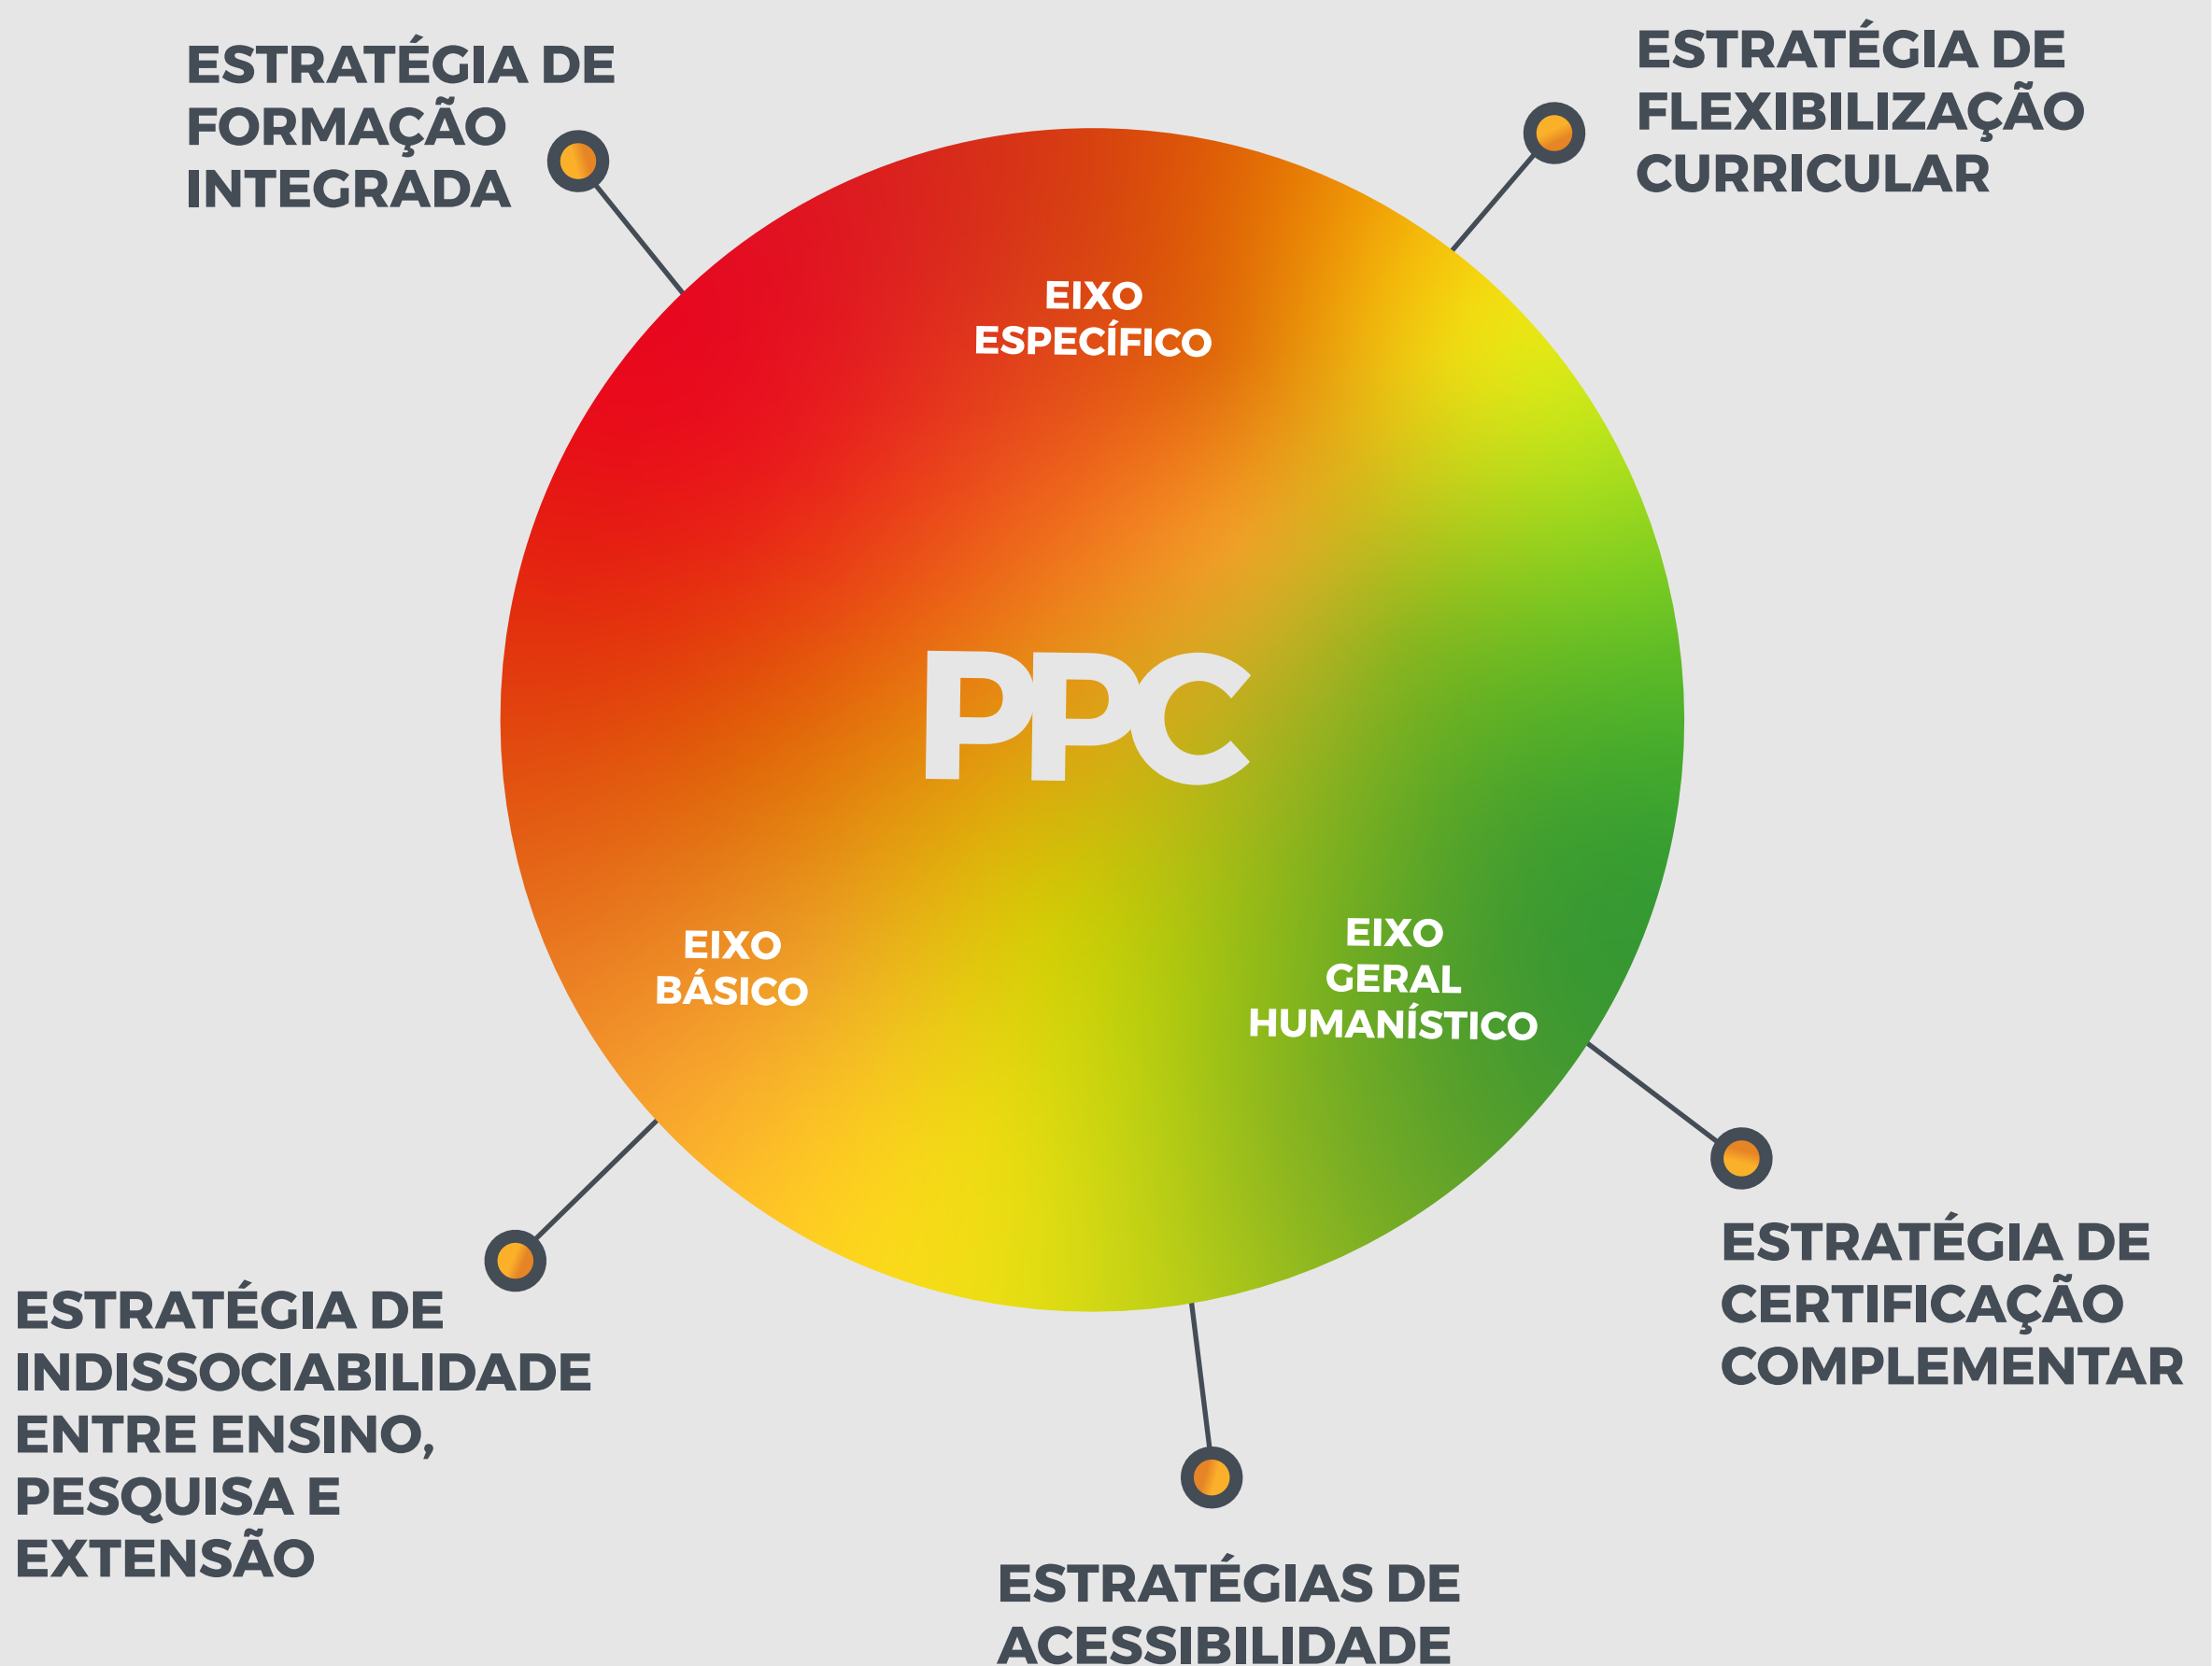 ESTRATÉGIA DE
FORMAÇÃO
INTEGRADA
ESTRATÉGIA DE
FLEXIBILIZAÇÃO
CURRICULAR
EIXO
ESPECÍFICO
PPC
EIXO
BÁSICO
EIXO
GERAL
HUMANÍSTICO
ESTRATÉGIA DE
CERTIFICAÇÃO
COMPLEMENTAR
ESTRATÉGIA DE
INDISSOCIABILIDADE
ENTRE ENSINO,
PESQUISA E
EXTENSÃO
ESTRATÉGIAS DE
ACESSIBILIDADE